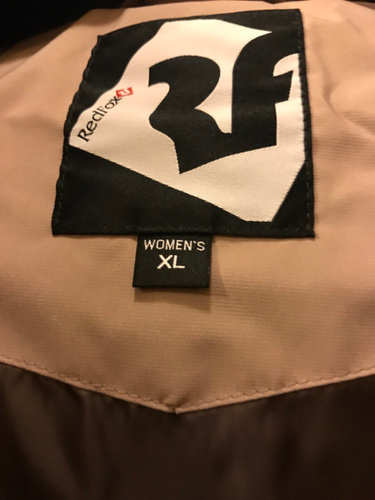 RedFox
RF
WOMEN'S
XL